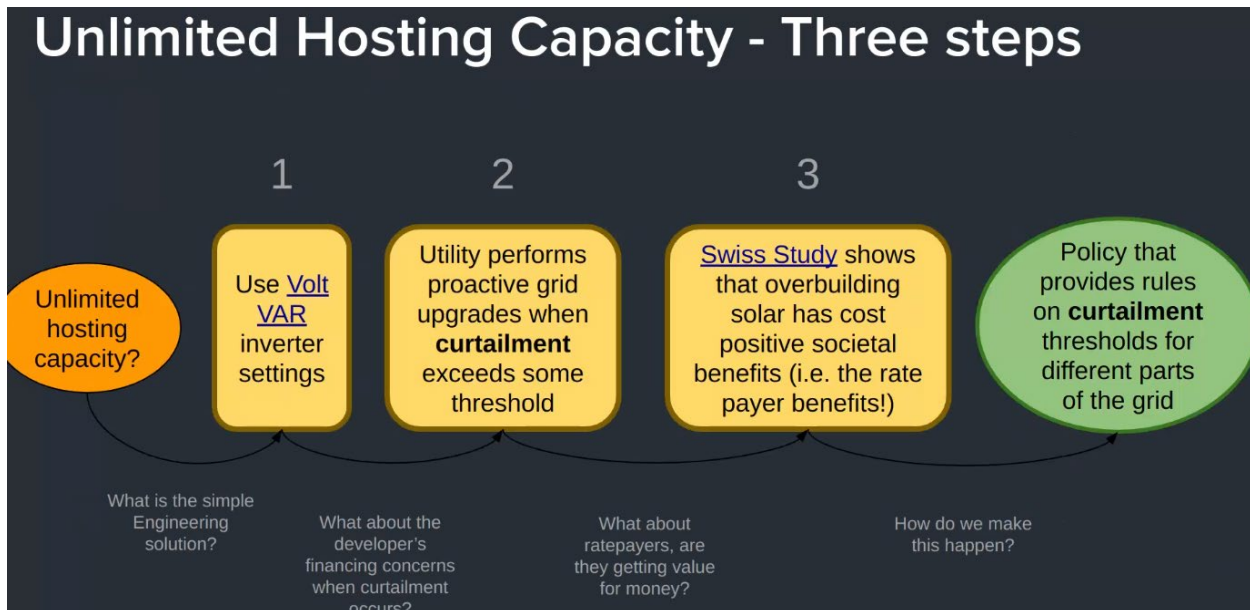 Unlimited Hosting Capacity - Three steps
1
2
3
Unlimited
hosting
capacity?
Use Volt
VAR
inverter
settings
Utility performs
proactive grid
upgrades when
curtailment
exceeds some
threshold
Swiss Study shows
that overbuilding
solar has cost
positive societal
benefits (i.e. the rate
payer benefits!)
Policy that
provides rules
on curtailment
thresholds for
different parts
of the grid
What is the simple
Engineering
solution?
What about the
developer's
financing concerns
when curtailment
occurs?
What about
ratepayers, are
they getting value
for money?
How do we make
this happen?